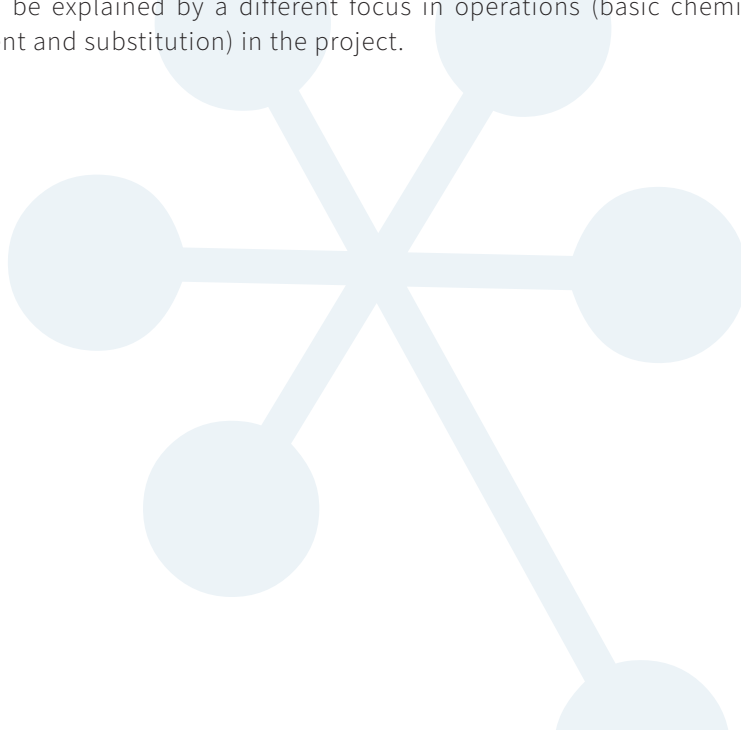 be explained by a different focus in operations (basic chemi
nt and substitution) in the project.